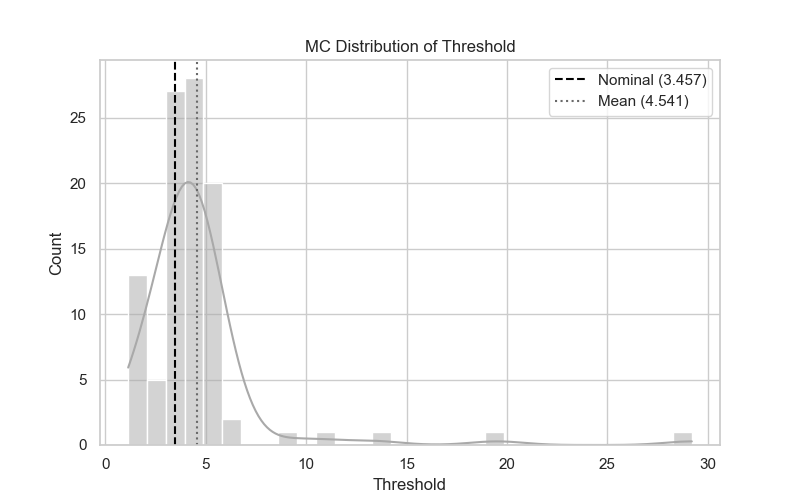 MC Distribution of Threshold
Nominal (3.457)
Mean (4.541)
Count
25
20
15
10
5
0
0 5 10 15 20 25 30
Threshold